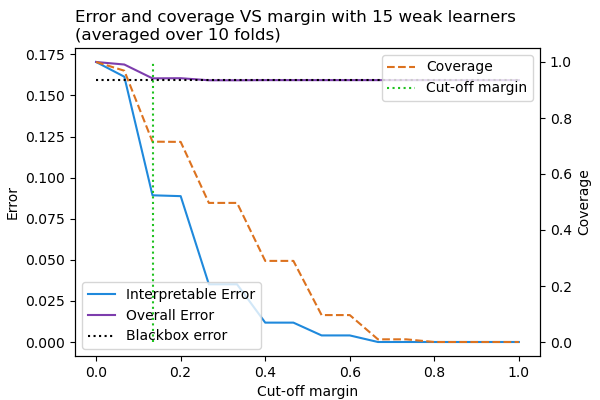 Error and coverage VS margin with 15 weak learners
(averaged over 10 folds)
0.175
0.150
0.125
0.100
0.075
0.050
0.025
0.000
Error
1.0
0.8
0.6
0.4
0.2
0.0
Coverage
Coverage
Cut-off margin
Interpretable Error
Overall Error
Blackbox error
0.0
0.2
0.4
0.6
0.8
1.0
Cut-off margin